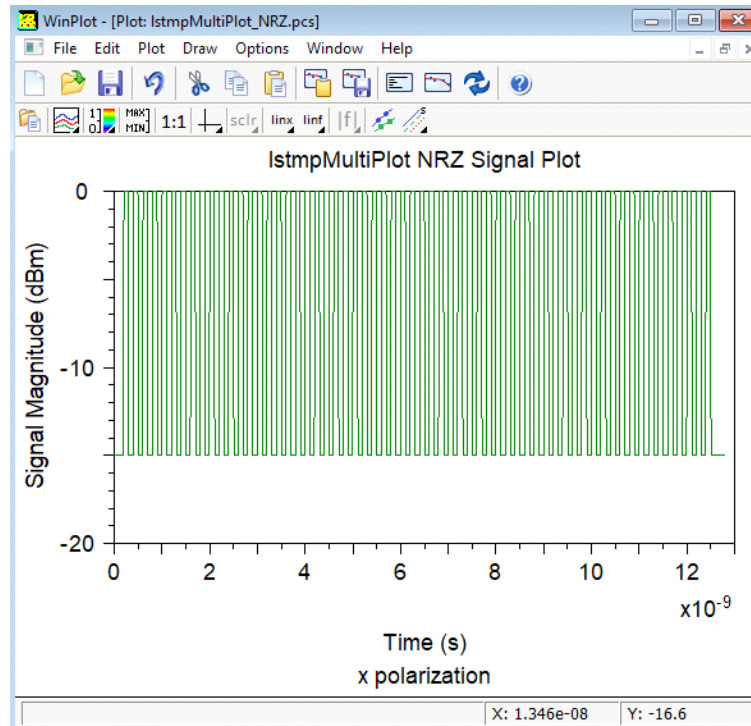 WinPlot - [Plot: lstmpMultiPlot_NRZ.pcs]
File Edit Plot Draw Options Window Help
1:1 sclr linx linf |f|
MAX
MIN
lstmpMultiPlot NRZ Signal Plot
Signal Magnitude (dBm)
0
-10
-20
0 2 4 6 8 10 12
x10⁻⁹
Time (s)
x polarization
X: 1.346e-08 Y: -16.6